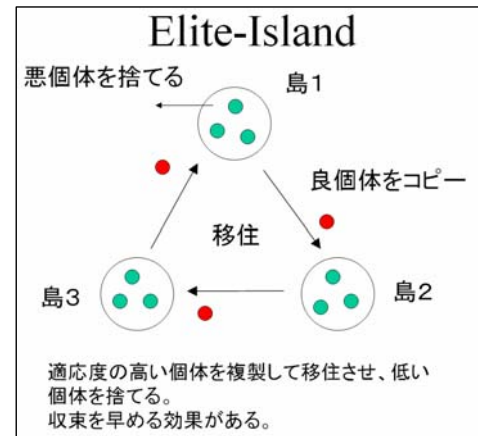 Elite-Island
悪個体を捨てる
島1
良個体をコピー
移住
島3
島2
適応度の高い個体を複製して移住させ、低い
個体を捨てる。
収束を早める効果がある。